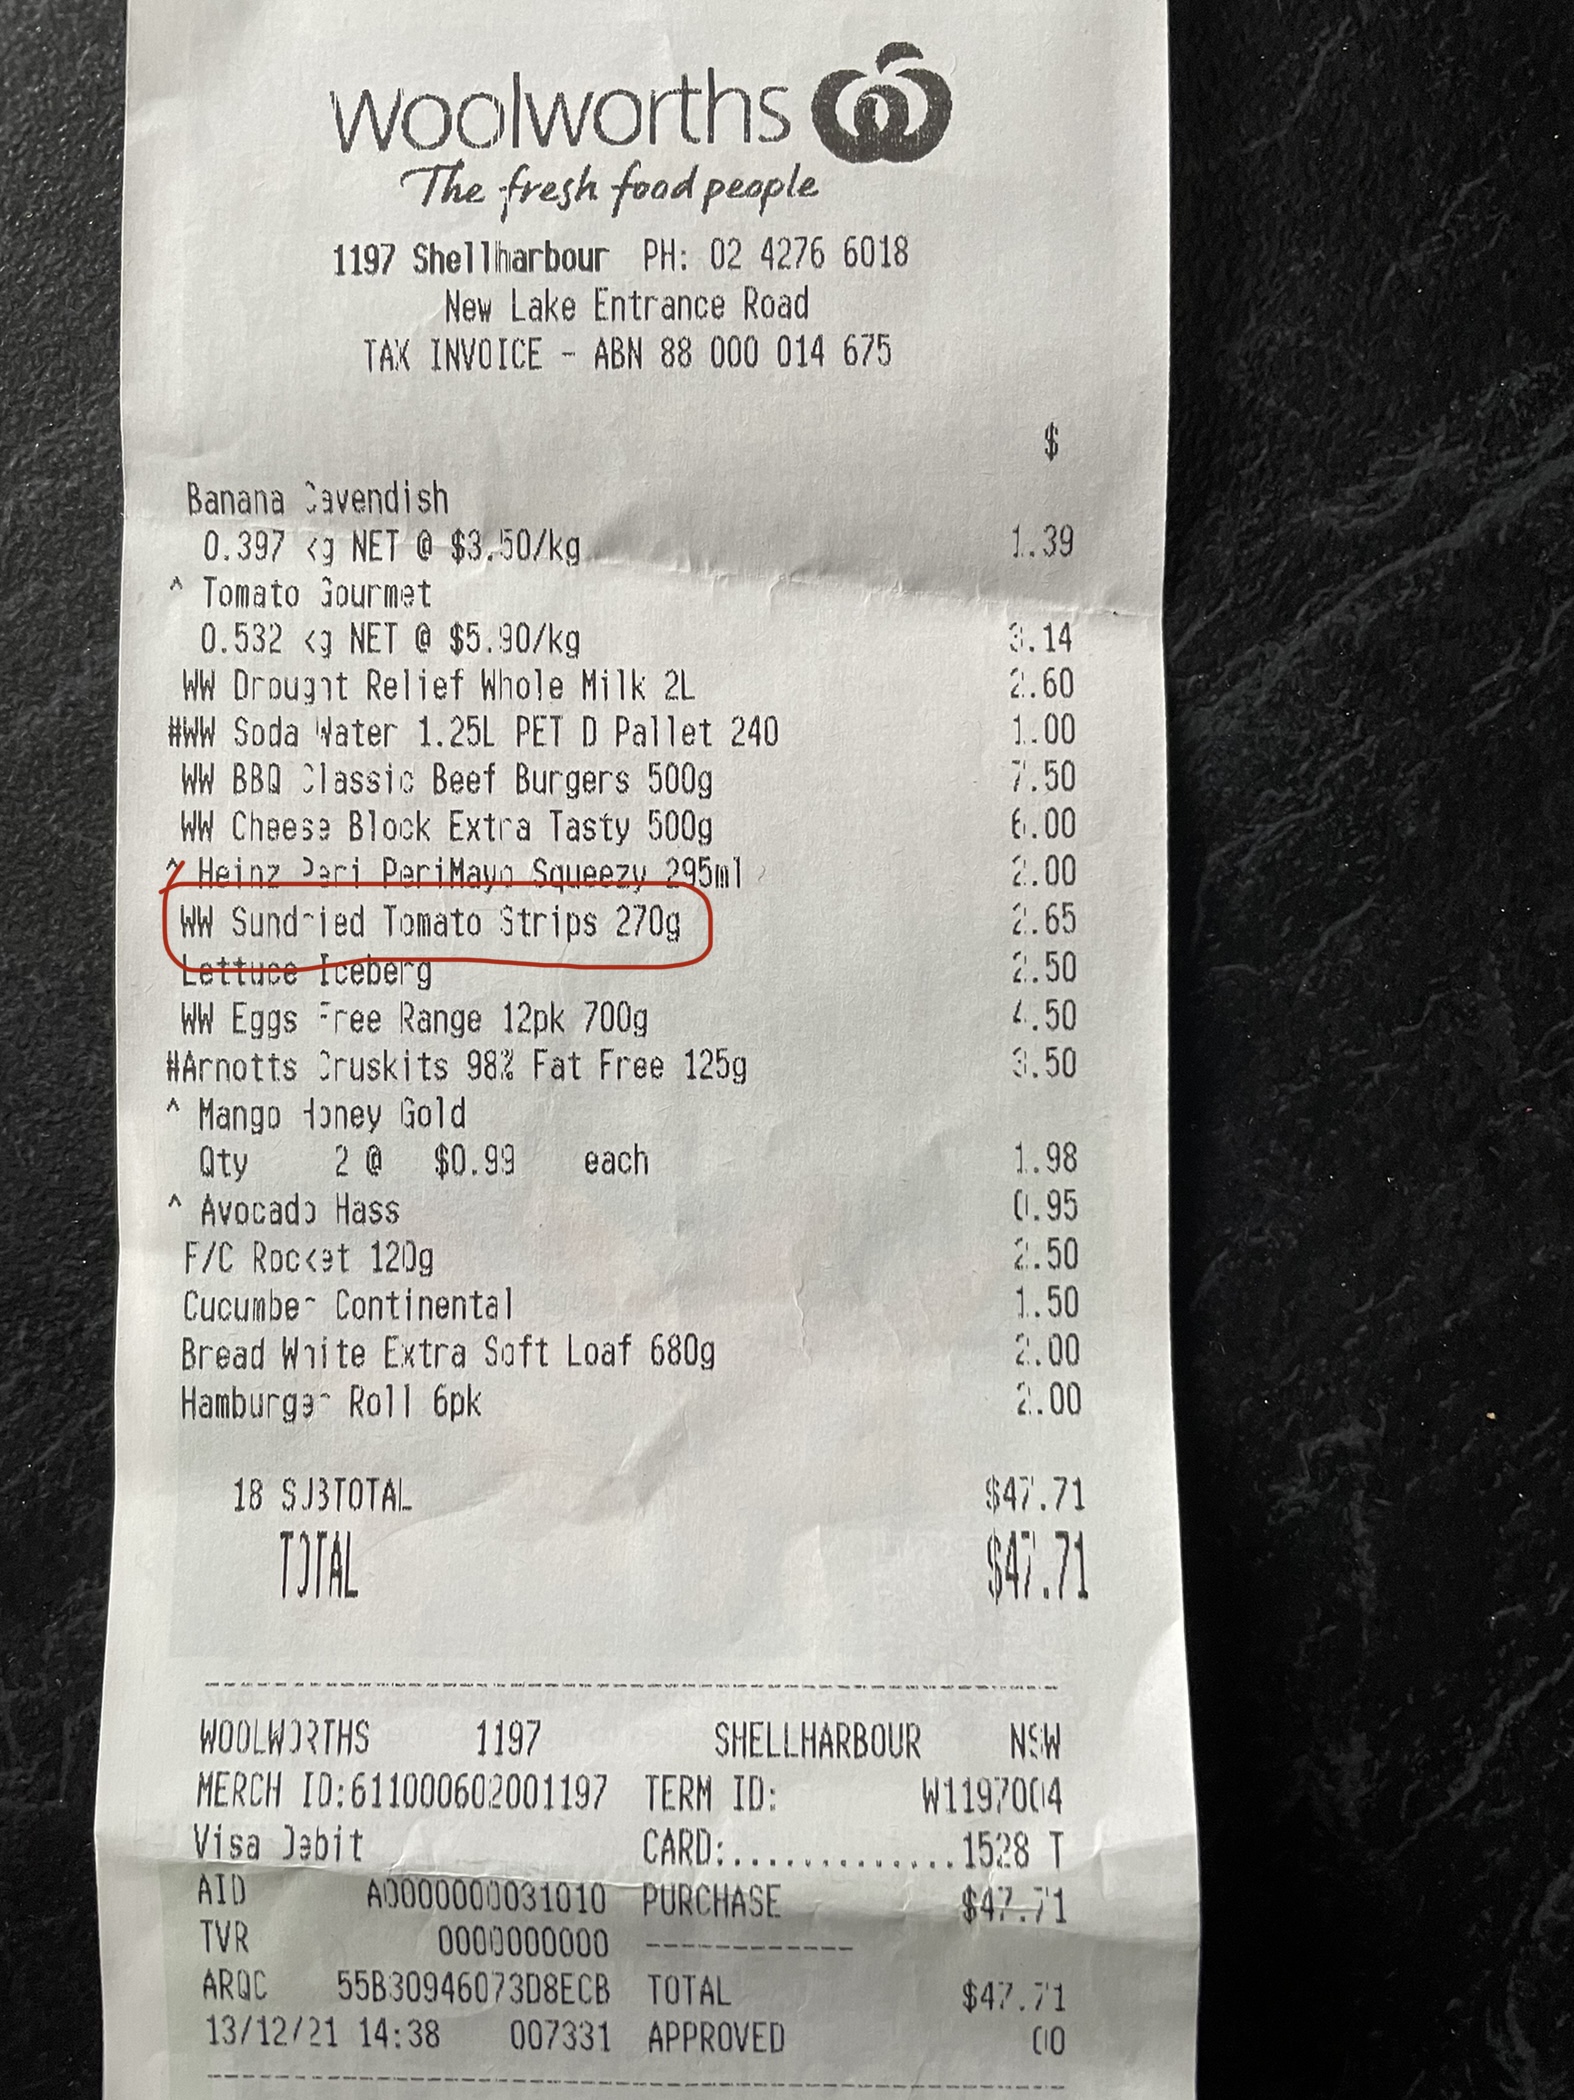 Woolworths
The fresh food people
1197 Shellharbour PH: 02 4276 6018
New Lake Entrance Road
TAX INVOICE - ABN 88 000 014 675
$
Banana Cavendish
0.397 kg NET @ $3.50/kg 1.39
^ Tomato Gourmet
0.532 kg NET @ $5.90/kg 3.14
WW Drought Relief Whole Milk 2L 2.60
#WW Soda Water 1.25L PET D Pallet 240 1.00
WW BBQ Classic Beef Burgers 500g 7.50
WW Cheese Block Extra Tasty 500g 6.00
^ Heinz Peri PeriMayo Squeezy 295ml 2.00
WW Sundried Tomato Strips 270g 2.65
Lettuce Iceberg 2.50
WW Eggs Free Range 12pk 700g 4.50
#Arnotts Cruskits 98% Fat Free 125g 3.50
^ Mango Honey Gold
Qty 2 @ $0.99 each 1.98
^ Avocado Hass 0.95
F/C Rocket 120g 2.50
Cucumber Continental 1.50
Bread White Extra Soft Loaf 680g 2.00
Hamburger Roll 6pk 2.00
18 SUBTOTAL $47.71
TOTAL $47.71
WOOLWORTHS 1197 SHELLHARBOUR NSW
MERCH ID:611000602001197 TERM ID: W1197004
Visa Debit CARD:..............1528 T
AID A0000000031010 PURCHASE $47.71
TVR 0000000000 ------------
ARQC 55B30946073D8ECB TOTAL $47.71
13/12/21 14:38 007331 APPROVED 00